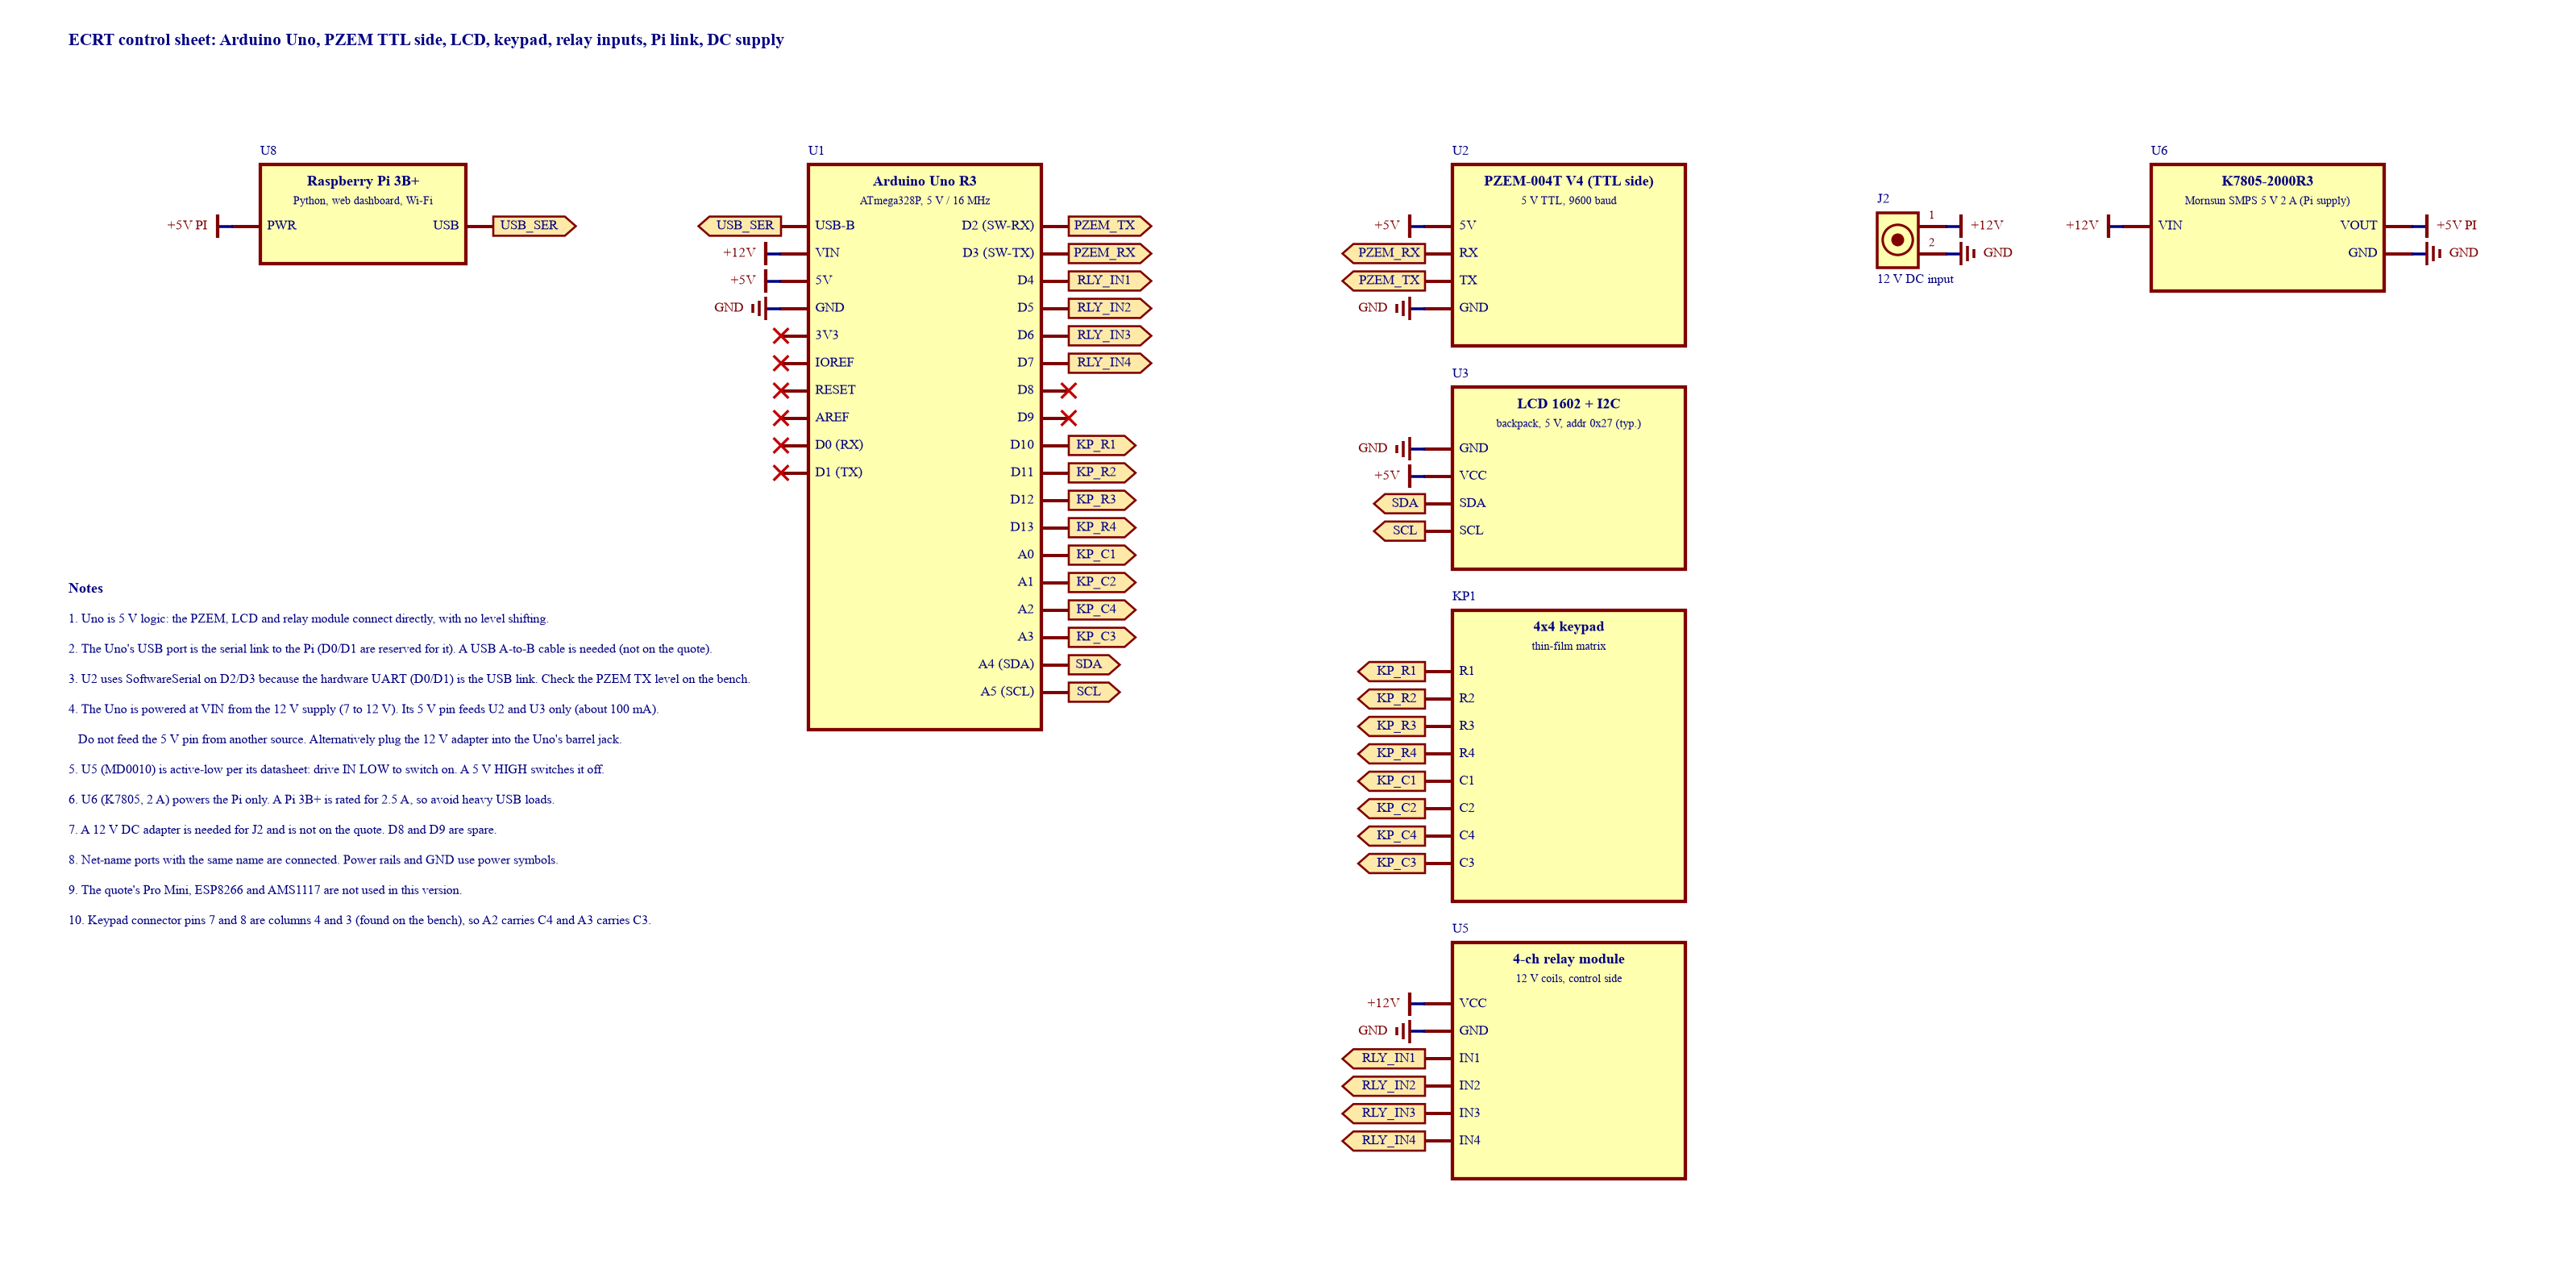 ECRT control sheet: Arduino Uno, PZEM TTL side, LCD, keypad, relay inputs, Pi link, DC supply
U8
Raspberry Pi 3B+
Python, web dashboard, Wi-Fi
+5V PI
PWR
USB
USB_SER
U1
Arduino Uno R3
ATmega328P, 5 V / 16 MHz
USB_SER
USB-B
+12V
VIN
+5V
5V
GND
GND
3V3
IOREF
RESET
AREF
D0 (RX)
D1 (TX)
D2 (SW-RX)
PZEM_TX
D3 (SW-TX)
PZEM_RX
D4
RLY_IN1
D5
RLY_IN2
D6
RLY_IN3
D7
RLY_IN4
D8
D9
D10
KP_R1
D11
KP_R2
D12
KP_R3
D13
KP_R4
A0
KP_C1
A1
KP_C2
A2
KP_C4
A3
KP_C3
A4 (SDA)
SDA
A5 (SCL)
SCL
U2
PZEM-004T V4 (TTL side)
5 V TTL, 9600 baud
+5V
5V
PZEM_RX
RX
PZEM_TX
TX
GND
GND
U3
LCD 1602 + I2C
backpack, 5 V, addr 0x27 (typ.)
GND
GND
+5V
VCC
SDA
SDA
SCL
SCL
KP1
4x4 keypad
thin-film matrix
KP_R1
R1
KP_R2
R2
KP_R3
R3
KP_R4
R4
KP_C1
C1
KP_C2
C2
KP_C4
C4
KP_C3
C3
U5
4-ch relay module
12 V coils, control side
+12V
VCC
GND
GND
RLY_IN1
IN1
RLY_IN2
IN2
RLY_IN3
IN3
RLY_IN4
IN4
J2
1
+12V
2
GND
12 V DC input
U6
K7805-2000R3
Mornsun SMPS 5 V 2 A (Pi supply)
+12V
VIN
VOUT
+5V PI
GND
GND
Notes
1. Uno is 5 V logic: the PZEM, LCD and relay module connect directly, with no level shifting.
2. The Uno's USB port is the serial link to the Pi (D0/D1 are reserved for it). A USB A-to-B cable is needed (not on the quote).
3. U2 uses SoftwareSerial on D2/D3 because the hardware UART (D0/D1) is the USB link. Check the PZEM TX level on the bench.
4. The Uno is powered at VIN from the 12 V supply (7 to 12 V). Its 5 V pin feeds U2 and U3 only (about 100 mA).
Do not feed the 5 V pin from another source. Alternatively plug the 12 V adapter into the Uno's barrel jack.
5. U5 (MD0010) is active-low per its datasheet: drive IN LOW to switch on. A 5 V HIGH switches it off.
6. U6 (K7805, 2 A) powers the Pi only. A Pi 3B+ is rated for 2.5 A, so avoid heavy USB loads.
7. A 12 V DC adapter is needed for J2 and is not on the quote. D8 and D9 are spare.
8. Net-name ports with the same name are connected. Power rails and GND use power symbols.
9. The quote's Pro Mini, ESP8266 and AMS1117 are not used in this version.
10. Keypad connector pins 7 and 8 are columns 4 and 3 (found on the bench), so A2 carries C4 and A3 carries C3.